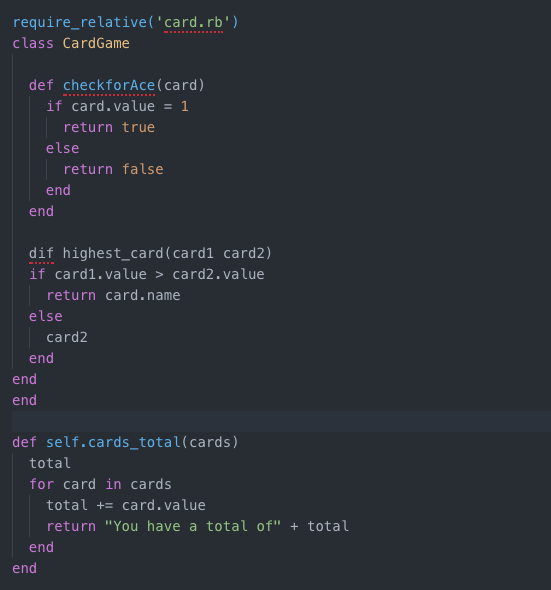 require_relative('card.rb')
class CardGame
def checkforAce(card)
if card.value = 1
return true
else
return false
end
end
dif highest_card(card1 card2)
if card1.value > card2.value
return card.name
else
card2
end
end
end
def self.cards_total(cards)
total
for card in cards
total += card.value
return "You have a total of" + total
end
end